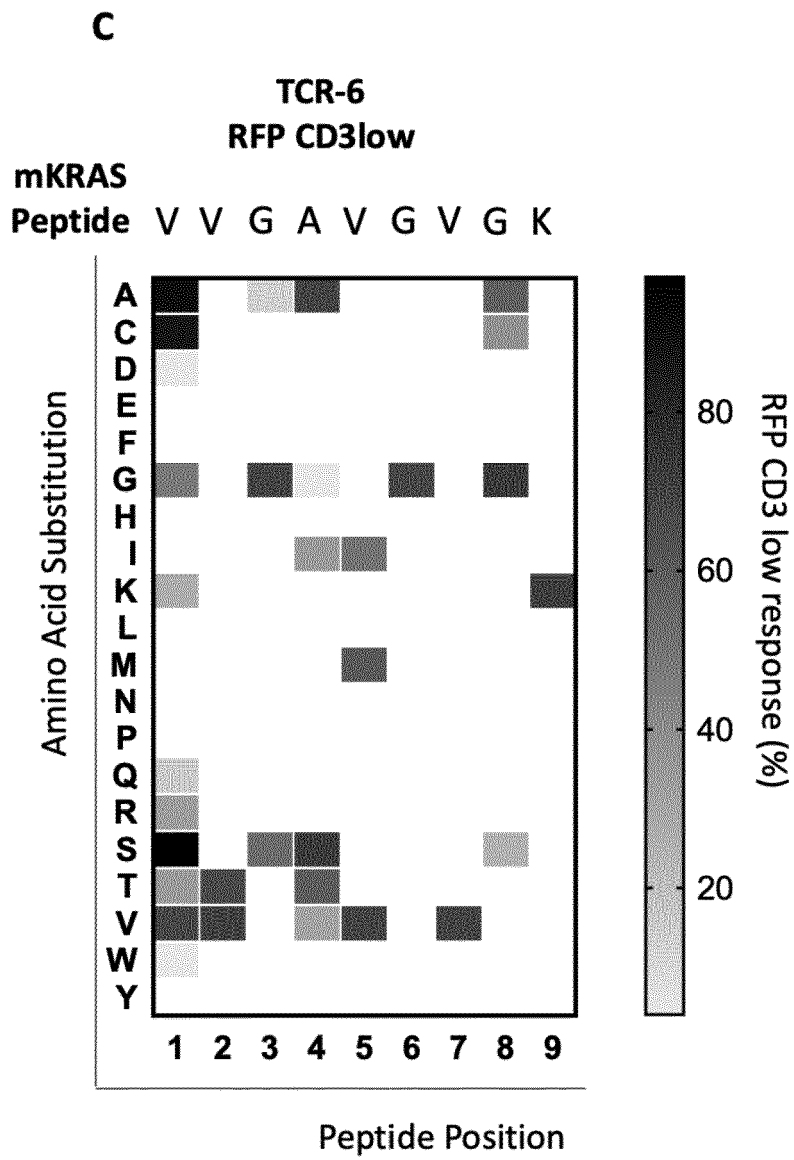 C
TCR-6
RFP CD3low
mKRAS
Peptide V V G A V G V G K
A
C
D
E
F
G
H
I
K
L
M
N
P
Q
R
S
T
V
W
Y
Amino Acid Substitution
1 2 3 4 5 6 7 8 9
Peptide Position
80
60
40
20
RFP CD3 low response (%)